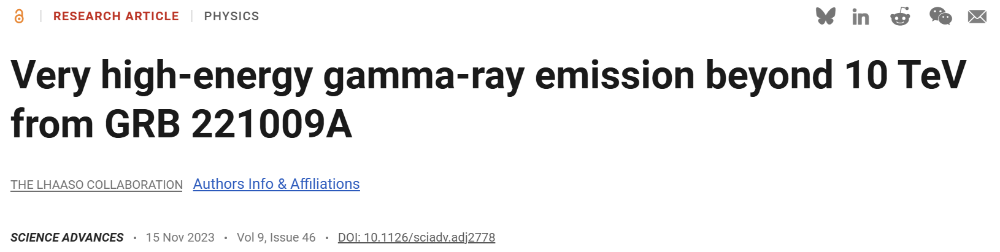 RESEARCH ARTICLE | PHYSICS
Very high-energy gamma-ray emission beyond 10 TeV
from GRB 221009A
THE LHAASO COLLABORATION Authors Info & Affiliations
SCIENCE ADVANCES • 15 Nov 2023 • Vol 9, Issue 46 • DOI: 10.1126/sciadv.adj2778